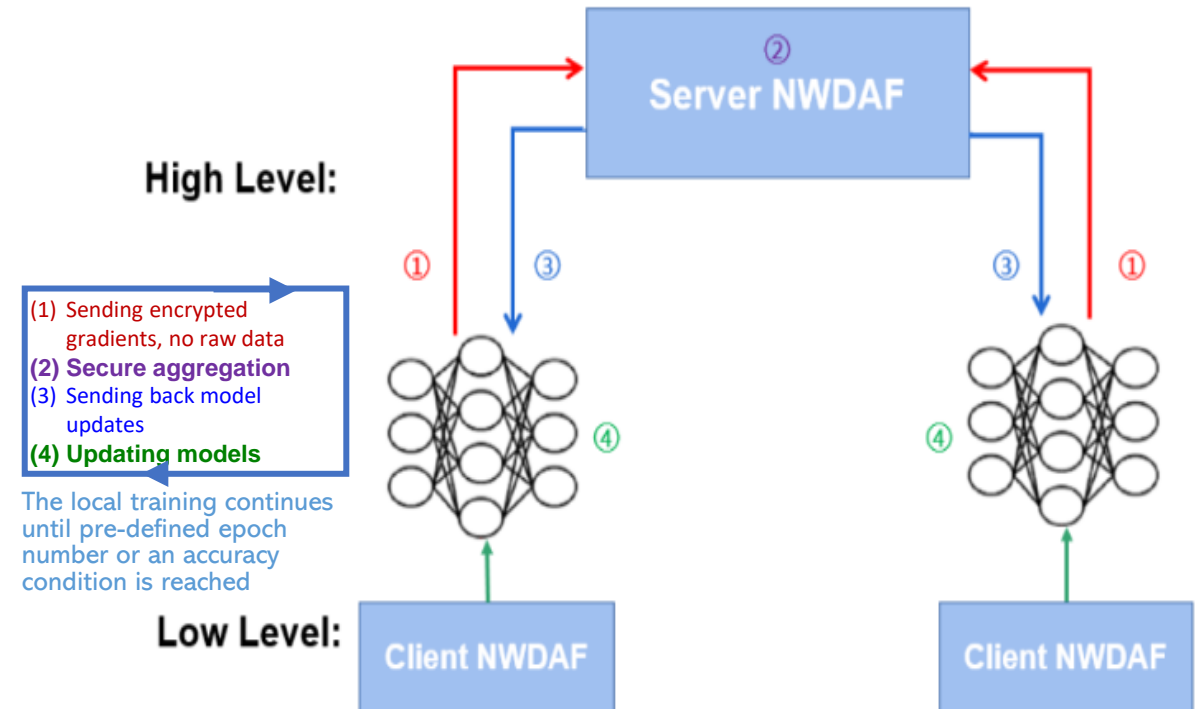 ②
Server NWDAF
High Level:
①
③
③
①
(1) Sending encrypted
gradients, no raw data
(2) Secure aggregation
(3) Sending back model
updates
(4) Updating models
④
④
The local training continues
until pre-defined epoch
number or an accuracy
condition is reached
Low Level:
Client NWDAF
Client NWDAF